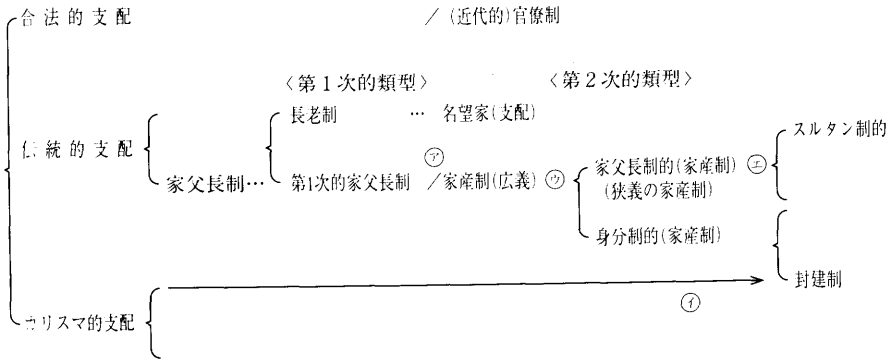 合法的支配 / (近代的)官僚制
〈第1次的類型〉 〈第2次的類型〉
長老制 … 名望家(支配)
スルタン制的
伝統的支配
㋐
家父長制的(家産制) ㋓
家父長制… 第1次的家父長制 /家産制(広義) ㋒
(狭義の家産制)
身分制的(家産制)
封建制
㋑
カリスマ的支配